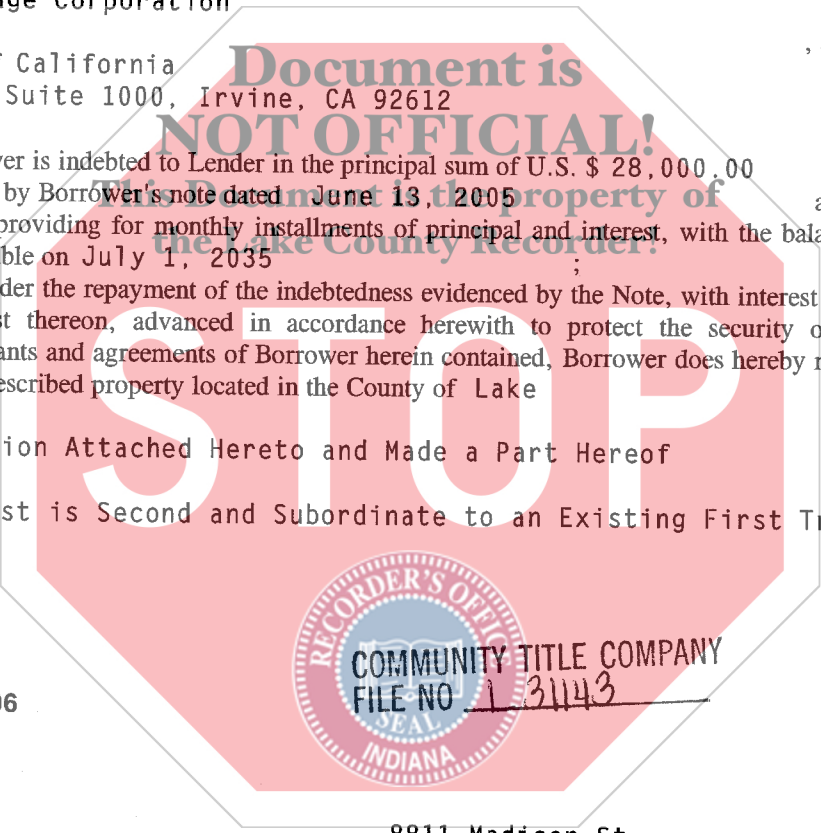 ge Corporation
California
Suite 1000, Irvine, CA 92612
Document is
NOT OFFICIAL!
This Document is the property of
the Lake County Recorder!
er is indebted to Lender in the principal sum of U.S. $ 28,000.00
by Borrower's note dated June 13, 2005
providing for monthly installments of principal and interest, with the bala
ble on July 1, 2035 ;
der the repayment of the indebtedness evidenced by the Note, with interest
st thereon, advanced in accordance herewith to protect the security o
ants and agreements of Borrower herein contained, Borrower does hereby
escribed property located in the County of Lake
ion Attached Hereto and Made a Part Hereof
st is Second and Subordinate to an Existing First Tr
STOP
RECORDER'S OFFICE
SEAL
INDIANA
COMMUNITY TITLE COMPANY
FILE NO L 31143
06
8811 Madison St